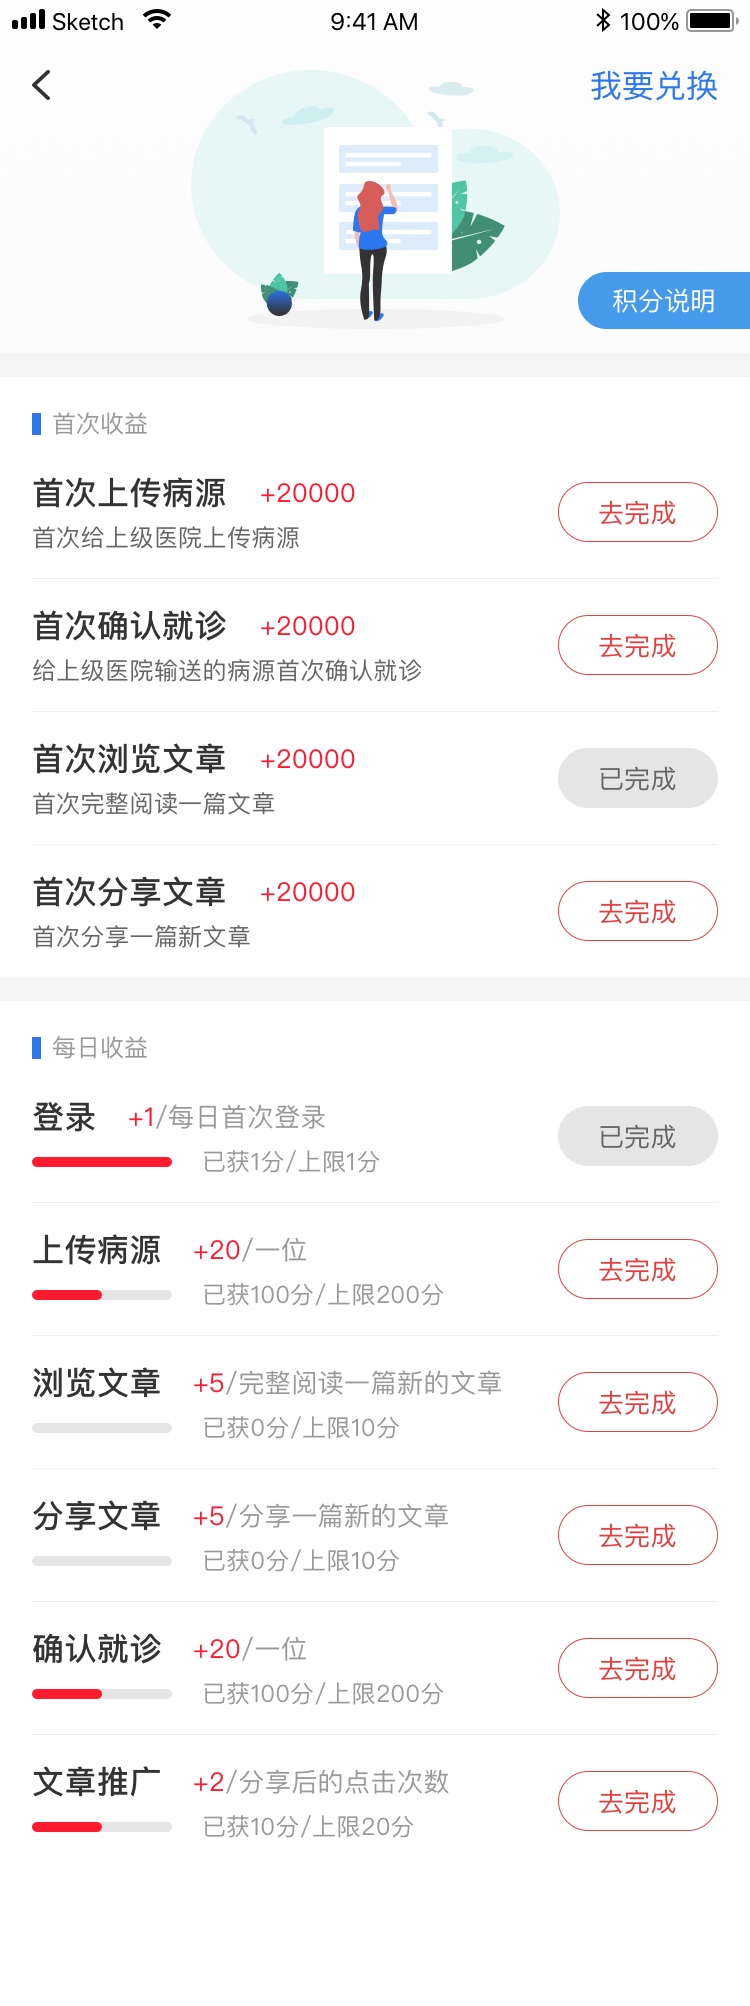 Sketch 9:41 AM 100%
我要兑换
积分说明
首次收益
首次上传病源 +20000
首次给上级医院上传病源
去完成
首次确认就诊 +20000
给上级医院输送的病源首次确认就诊
去完成
首次浏览文章 +20000
首次完整阅读一篇文章
已完成
首次分享文章 +20000
首次分享一篇新文章
去完成
每日收益
登录 +1/每日首次登录
已获1分/上限1分
已完成
上传病源 +20/一位
已获100分/上限200分
去完成
浏览文章 +5/完整阅读一篇新的文章
已获0分/上限10分
去完成
分享文章 +5/分享一篇新的文章
已获0分/上限10分
去完成
确认就诊 +20/一位
已获100分/上限200分
去完成
文章推广 +2/分享后的点击次数
已获10分/上限20分
去完成